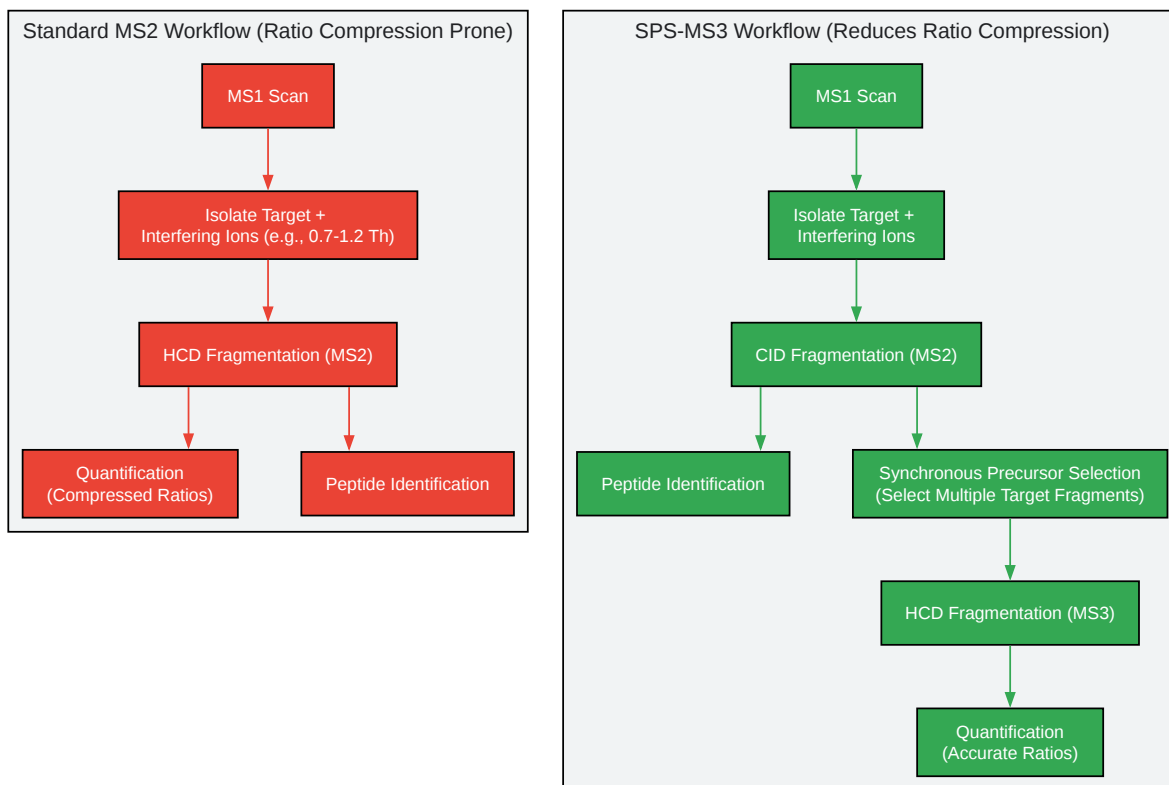 Standard MS2 Workflow (Ratio Compression Prone)
MS1 Scan
Isolate Target +
Interfering Ions (e.g., 0.7-1.2 Th)
HCD Fragmentation (MS2)
Quantification
(Compressed Ratios)
Peptide Identification
SPS-MS3 Workflow (Reduces Ratio Compression)
MS1 Scan
Isolate Target +
Interfering Ions
CID Fragmentation (MS2)
Peptide Identification
Synchronous Precursor Selection
(Select Multiple Target Fragments)
HCD Fragmentation (MS3)
Quantification
(Accurate Ratios)